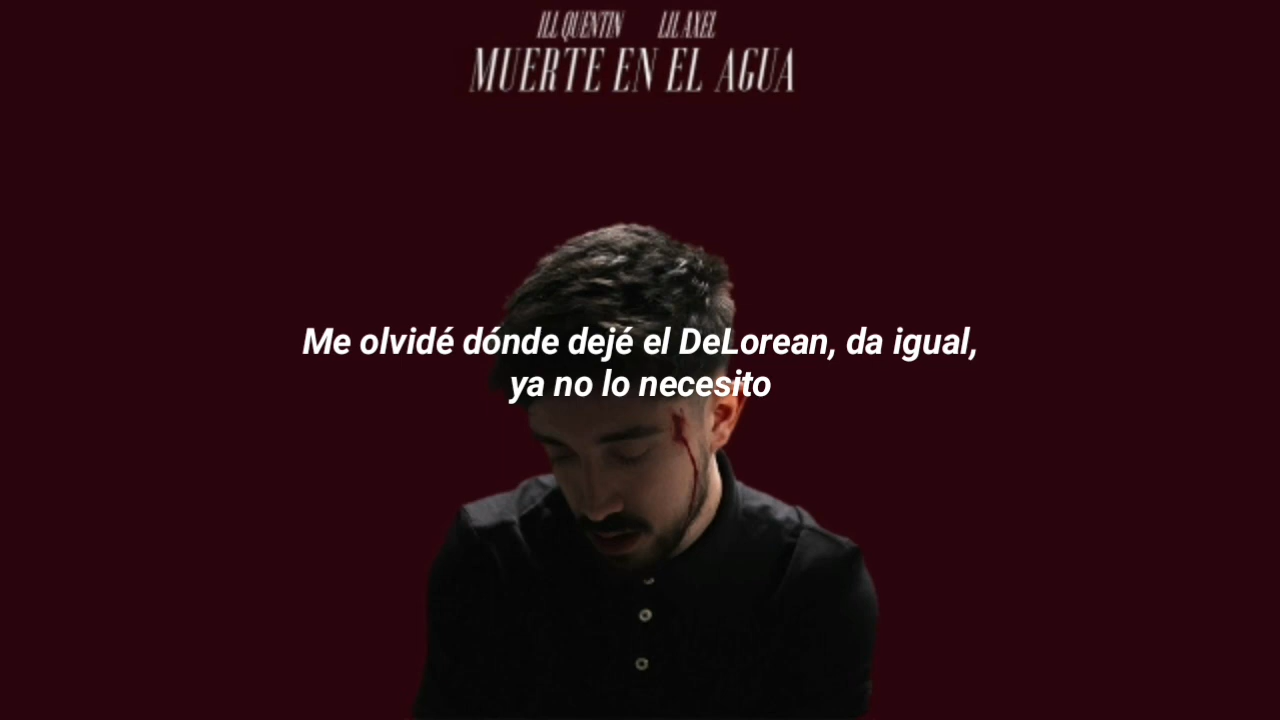 ILL QUENTIN LIL AXEL
MUERTE EN EL AGUA
Me olvidé dónde dejé el DeLorean, da igual,
ya no lo necesito